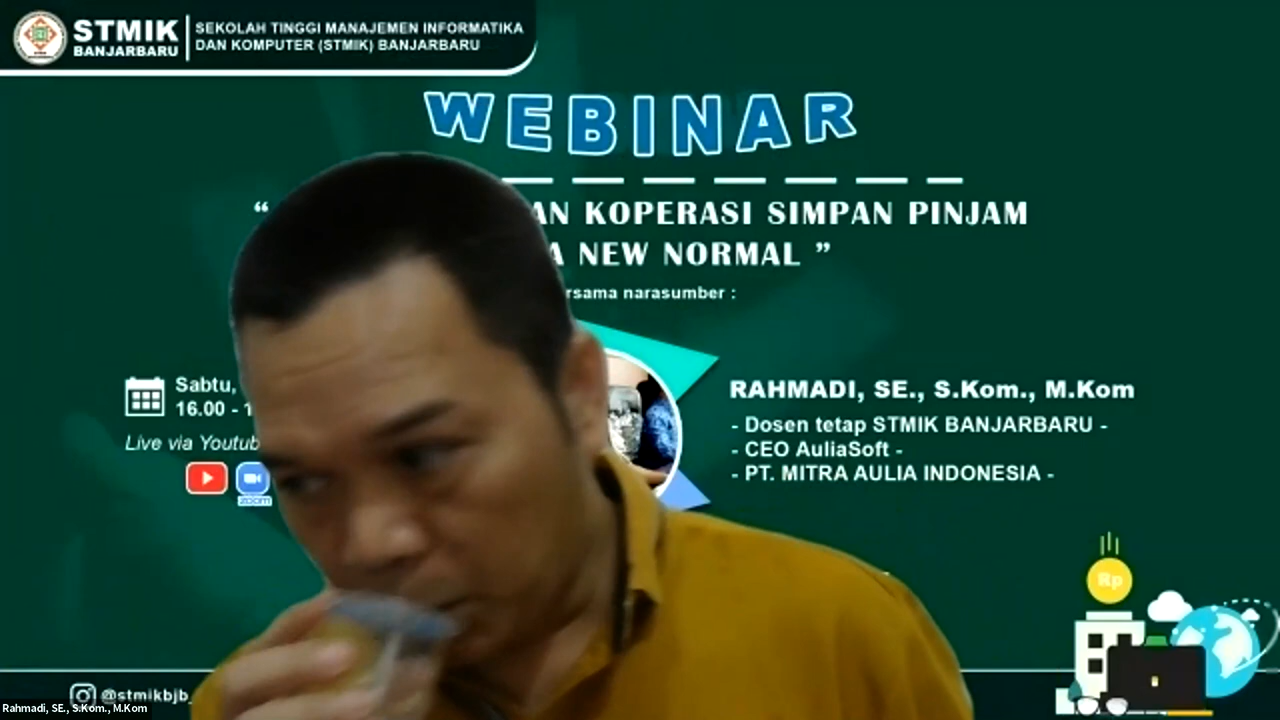 STMIK
BANJARBARU
SEKOLAH TINGGI MANAJEMEN INFORMATIKA
DAN KOMPUTER (STMIK) BANJARBARU
WEBINAR
“ AN KOPERASI SIMPAN PINJAM
A NEW NORMAL ”
rsama narasumber :
Sabtu,
16.00 -
Live via Youtub
zoom
RAHMADI, SE., S.Kom., M.Kom
- Dosen tetap STMIK BANJARBARU -
- CEO AuliaSoft -
- PT. MITRA AULIA INDONESIA -
Rp
@stmikbjb_
Rahmadi, SE., S.Kom., M.Kom